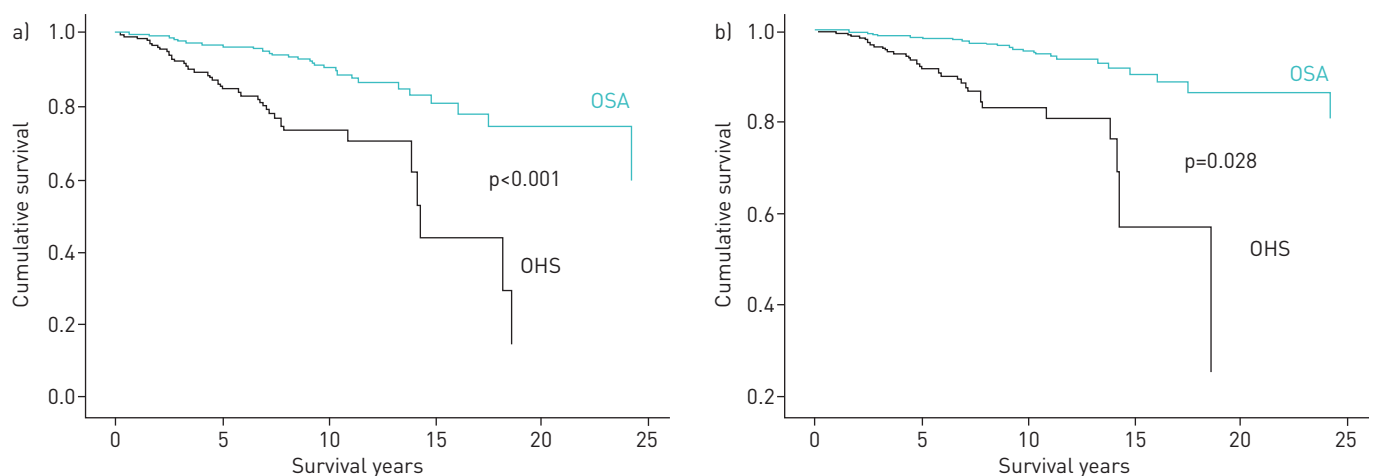 a)
Cumulative survival
1.0
0.8
0.6
0.4
0.2
0.0
OSA
p<0.001
OHS
0 5 10 15 20 25
Survival years
b)
Cumulative survival
1.0
0.8
0.6
0.4
0.2
OSA
p=0.028
OHS
0 5 10 15 20 25
Survival years